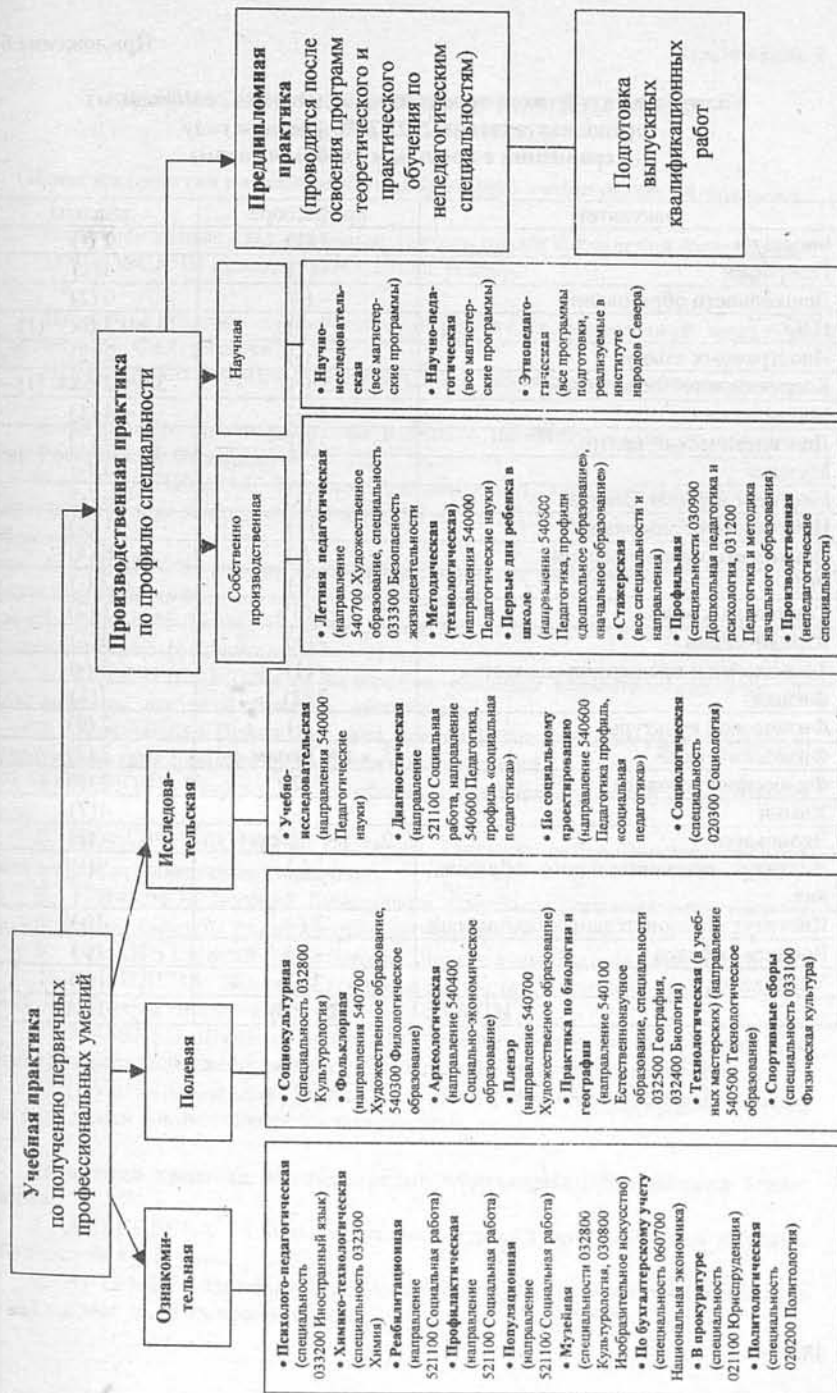 Учебная практика
по получению первичных
профессиональных умений
Ознакоми-
тельная
• Психолого-педагогическая
(специальность
033200 Иностранный язык)
• Химико-технологическая
(специальность 032300
Химия)
• Реабилитационная
(направление
521100 Социальная работа)
• Профилактическая
(направление
521100 Социальная работа)
• Популяционная
(направление
521100 Социальная работа)
• Музейная
(специальности 032800
Культурология, 030800
Изобразительное искусство)
• По бухгалтерскому учету
(специальность 060700
Национальная экономика)
• В прокуратуре
(специальность
021100 Юриспруденция)
• Политологическая
(специальность
020200 Политология)
Полевая
• Социокультурная
(специальность 032800
Культурология)
• Фольклорная
(направления 540700
Художественное образование,
540300 Филологическое
образование)
• Археологическая
(направление 540400
Социально-экономическое
образование)
• Пленэр
(направление 540700
Художественное образование)
• Практика по биологии и
географии
(направление 540100
Естественнонаучное
образование, специальности
032500 География,
032400 Биология)
• Технологическая (в учеб-
ных мастерских) (направление
540500 Технологическое
образование)
• Спортивные сборы
(специальность 033100
Физическая культура)
Исследова-
тельская
• Учебно-
исследовательская
(направления 540000
Педагогические
науки)
• Диагностическая
(направление
521100 Социальная
работа, направление
540600 Педагогика,
профиль «социальная
педагогика»)
• По социальному
проектированию
(направление 540600
Педагогика профиль,
«социальная
педагогика»)
• Социологическая
(специальность
020300 Социология)
Производственная практика
по профилю специальности
Собственно
производственная
• Летняя педагогическая
(направление
540700 Художественное
образование, специальность
033300 Безопасность
жизнедеятельности
• Методическая
(технологическая)
(направления 540000
Педагогические науки)
• Первые дни ребенка в
школе
(направление 540600
Педагогика, профили
«дошкольное образование»,
«начальное образование»)
• Стажерская
(все специальности и
направления)
• Профильная
(специальности 030900
Дошкольная педагогика и
психология, 031200
Педагогика и методика
начального образования)
• Производственная
(непедагогические
специальности)
Научная
• Научно-
исследователь-
ская
(все магистер-
ские программы)
• Научно-педа-
гогическая
(все магистер-
ские программы)
• Этнопедаго-
гическая
(все программы
подготовки,
реализуемые в
институте
народов Севера)
Преддипломная
практика
(проводится после
освоения программ
теоретического и
практического
обучения по
непедагогическим
специальностям)
Подготовка
выпускных
квалификационных
работ